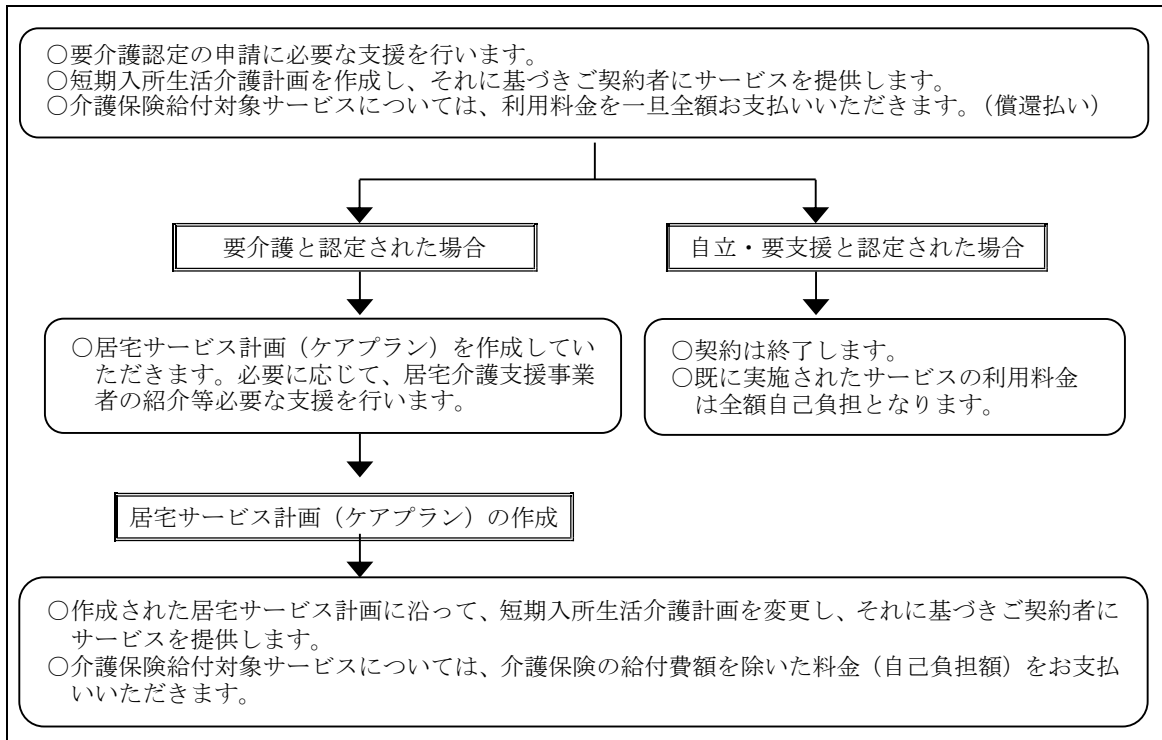 ○要介護認定の申請に必要な支援を行います。
○短期入所生活介護計画を作成し、それに基づきご契約者にサービスを提供します。
○介護保険給付対象サービスについては、利用料金を一旦全額お支払いいただきます。（償還払い）
要介護と認定された場合
自立・要支援と認定された場合
○居宅サービス計画（ケアプラン）を作成してい
ただきます。必要に応じて、居宅介護支援事業
者の紹介等必要な支援を行います。
○契約は終了します。
○既に実施されたサービスの利用料金
は全額自己負担となります。
居宅サービス計画（ケアプラン）の作成
○作成された居宅サービス計画に沿って、短期入所生活介護計画を変更し、それに基づきご契約者に
サービスを提供します。
○介護保険給付対象サービスについては、介護保険の給付費額を除いた料金（自己負担額）をお支払
いいただきます。